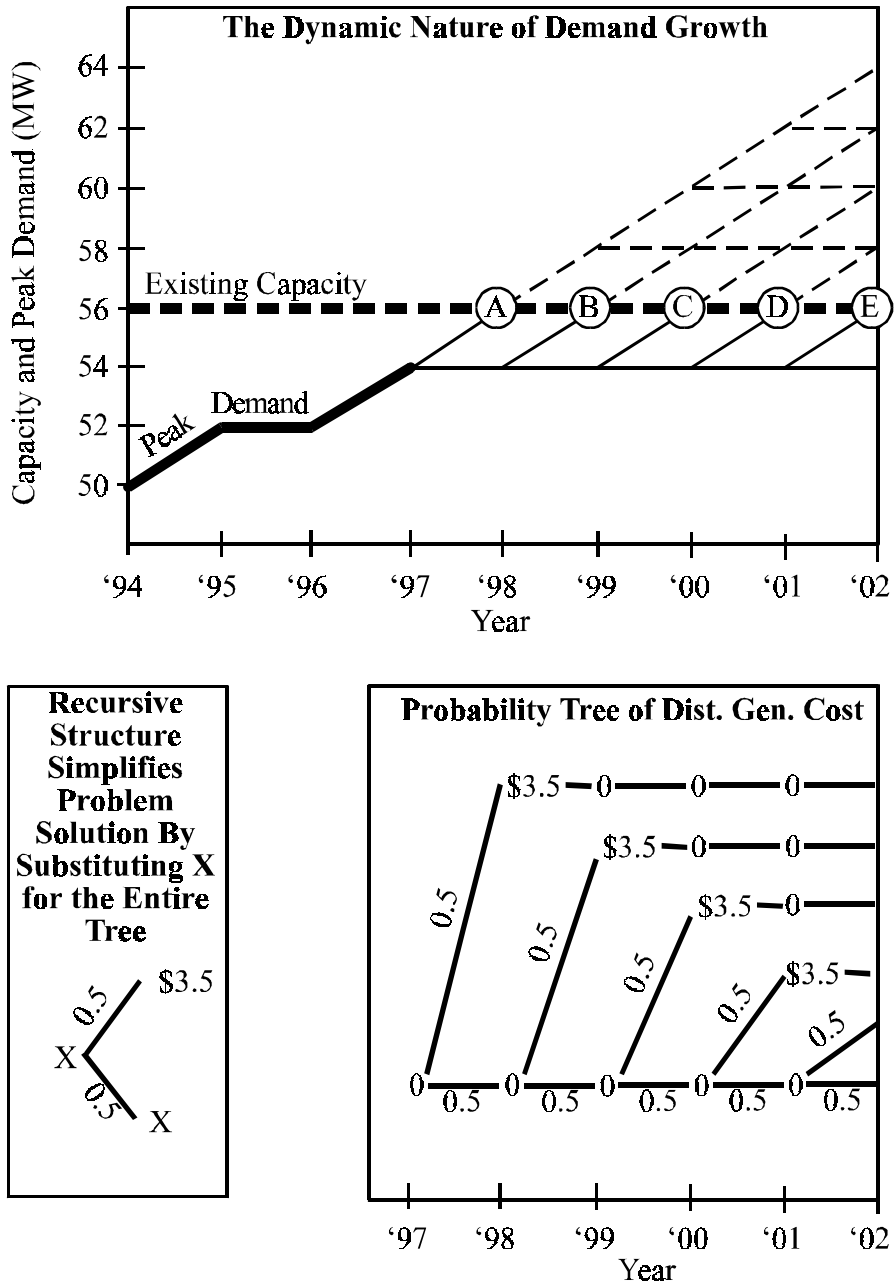 The Dynamic Nature of Demand Growth
Capacity and Peak Demand (MW)
64
62
60
58
56
54
52
50
Existing Capacity
A B C D E
Peak Demand
‘94 ‘95 ‘96 ‘97 ‘98 ‘99 ‘00 ‘01 ‘02
Year
Recursive
Structure
Simplifies
Problem
Solution By
Substituting X
for the Entire
Tree
0.5 $3.5
X
0.5 X
Probability Tree of Dist. Gen. Cost
$3.5 0 0 0
$3.5 0 0
$3.5 0
$3.5
0.5 0.5 0.5 0.5 0.5
0 0 0 0 0
0.5 0.5 0.5 0.5 0.5
‘97 ‘98 ‘99 ‘00 ‘01 ‘02
Year